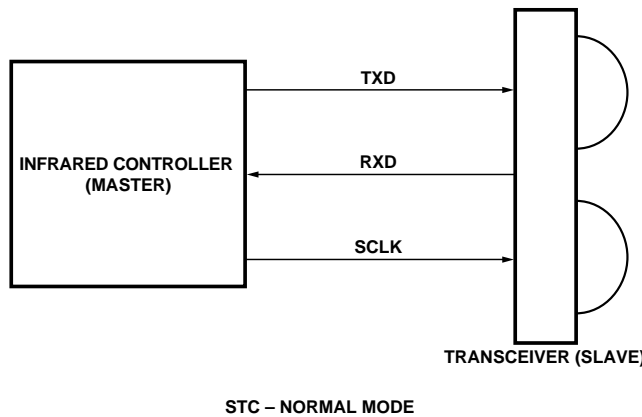 TXD
INFRARED CONTROLLER
(MASTER)
RXD
SCLK
TRANSCEIVER (SLAVE)
STC – NORMAL MODE